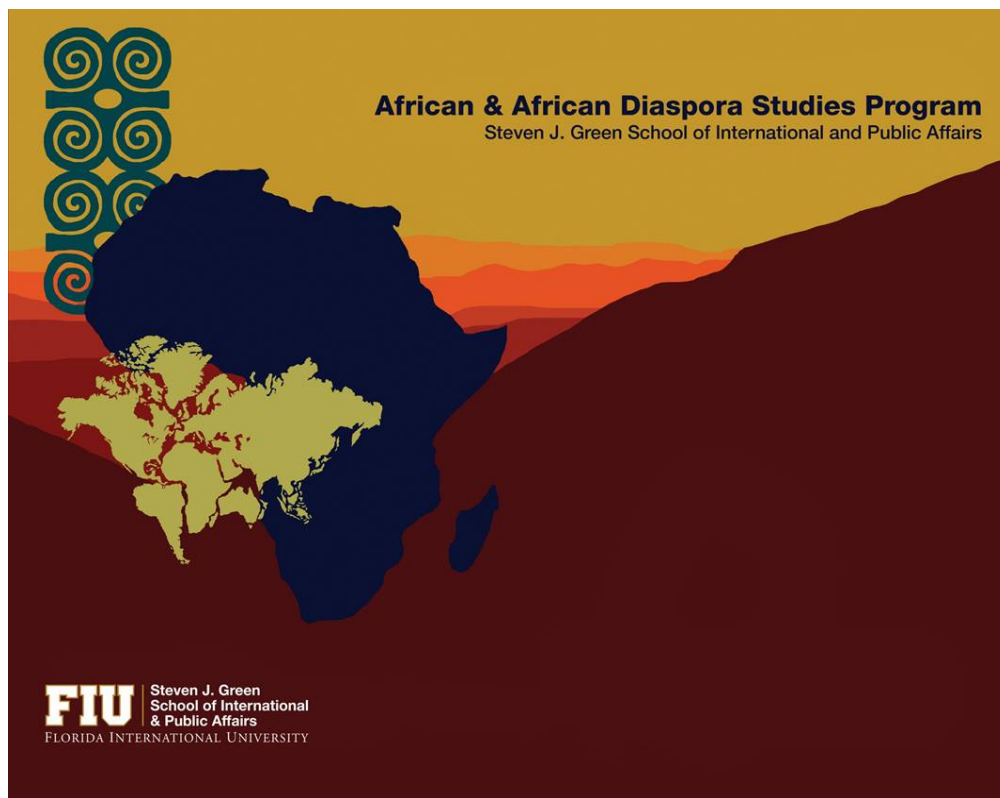 African & African Diaspora Studies Program
Steven J. Green School of International and Public Affairs
FIU
Steven J. Green
School of International
& Public Affairs
FLORIDA INTERNATIONAL UNIVERSITY